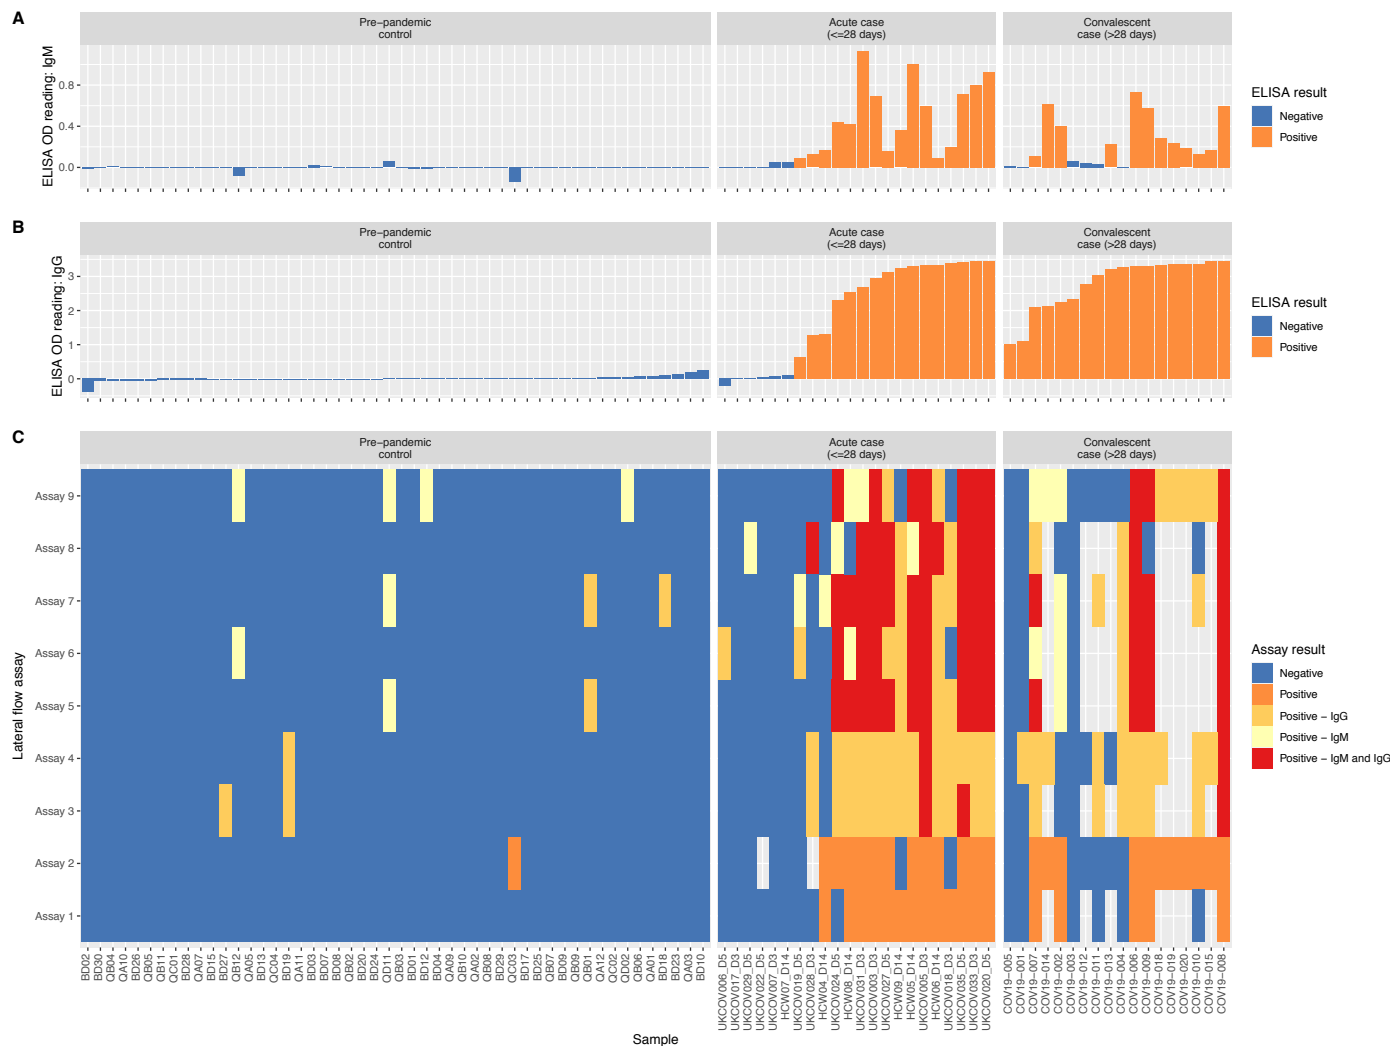 A
Pre−pandemic
control
Acute case
(<=28 days)
Convalescent
case (>28 days)
ELISA OD reading: IgM
0.8
0.4
0.0
ELISA result
Negative
Positive
B
Pre−pandemic
control
Acute case
(<=28 days)
Convalescent
case (>28 days)
ELISA OD reading: IgG
3
2
1
0
ELISA result
Negative
Positive
C
Pre−pandemic
control
Acute case
(<=28 days)
Convalescent
case (>28 days)
Lateral flow assay
Assay 9
Assay 8
Assay 7
Assay 6
Assay 5
Assay 4
Assay 3
Assay 2
Assay 1
Assay result
Negative
Positive
Positive − IgG
Positive − IgM
Positive − IgM and IgG
BD02
BD30
QB04
QA10
BD26
QB05
QB11
QC01
BD28
QA07
BD15
BD27
QB12
QA05
BD13
QC04
BD19
QA11
BD03
BD07
BD08
QB02
BD20
BD24
QD11
QB03
BD01
BD12
BD04
QA09
QB10
QA02
QB08
BD29
QC03
BD17
BD25
QB07
BD09
QB09
QB01
QA12
QC02
QD02
QB06
QA01
BD18
BD23
QA03
BD10
UKCOV006_D5
UKCOV017_D3
UKCOV029_D5
UKCOV022_D5
UKCOV007_D3
HCW07_D14
UKCOV019_D5
UKCOV028_D3
HCW04_D14
UKCOV024_D5
HCW08_D14
UKCOV031_D3
UKCOV003_D3
UKCOV027_D5
HCW09_D14
HCW05_D14
UKCOV005_D3
HCW06_D14
UKCOV018_D3
UKCOV035_D5
UKCOV033_D3
UKCOV020_D5
COV19−005
COV19−001
COV19−007
COV19−014
COV19−002
COV19−003
COV19−012
COV19−011
COV19−013
COV19−004
COV19−006
COV19−009
COV19−018
COV19−019
COV19−020
COV19−010
COV19−015
COV19−008
Sample